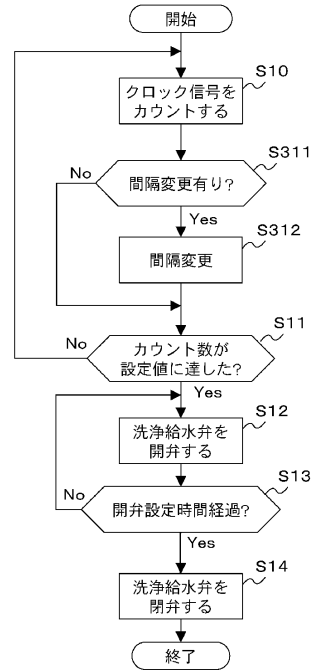 開始
S10
クロック信号を
カウントする
S311
No
間隔変更有り?
Yes
S312
間隔変更
S11
No
カウント数が
設定値に達した?
Yes
S12
洗浄給水弁を
開弁する
S13
No
開弁設定時間経過?
Yes
S14
洗浄給水弁を
閉弁する
終了